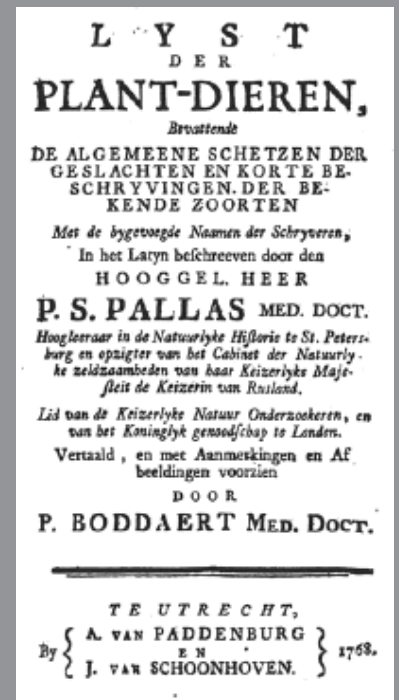 LYST
DER
PLANT-DIEREN,
Bevattende
DE ALGEMEENE SCHETZEN DER
GESLACHTEN EN KORTE BE-
SCHRYVINGEN. DER BE-
KENDE ZOORTEN
Met de bygevoegde Naamen der Schryveren,
In het Latyn beſchreeven door den
HOOGGEL. HEER
P. S. PALLAS MED. DOCT.
Hoogleeraar in de Natuurlyke Hiſtorie te St. Peters-
burg en opzigter van het Cabinet der Natuurly-
ke zeldzaamheden van haar Keizerlyke Maje-
ſteit de Keizerin van Rusland.
Lid van de Keizerlyke Natuur Onderzoekeren, en
van het Koninglyk genoodſchap te Londen.
Vertaald, en met Aanmerkingen en Af
beeldingen voorzien
DOOR
P. BODDAERT MED. DOCT.
TE UTRECHT,
By { A. VAN PADDENBURG
EN
J. VAN SCHOONHOVEN. } 1768.